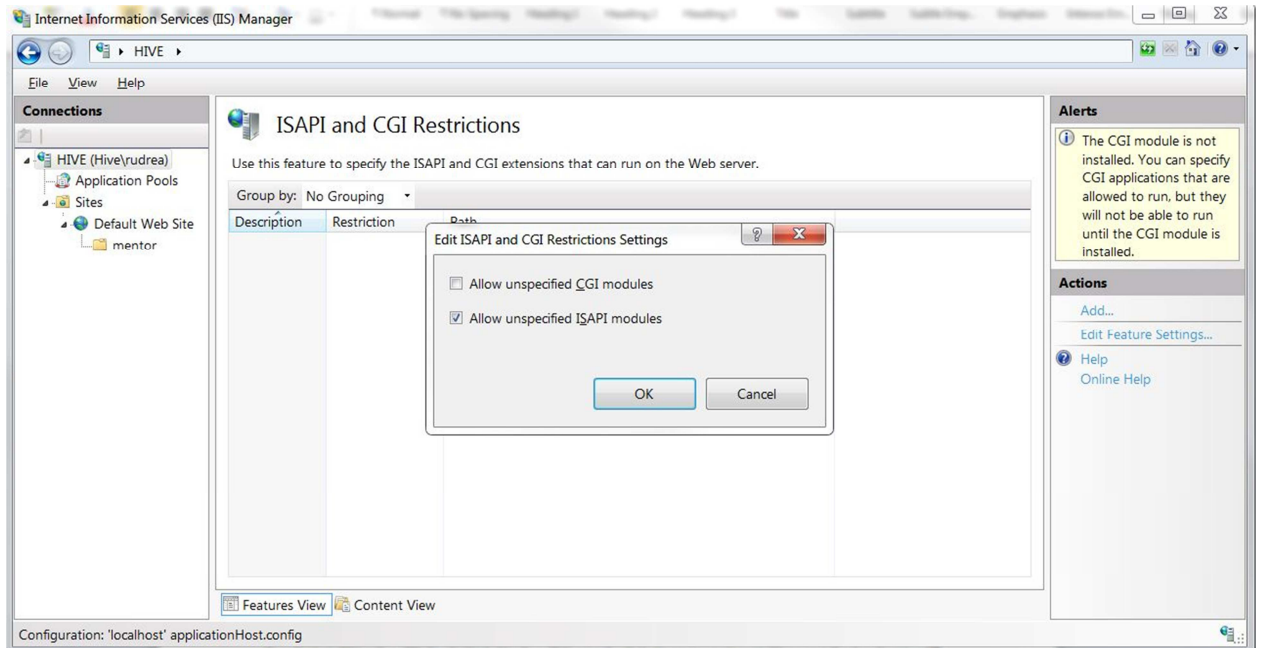 Internet Information Services (IIS) Manager
HIVE
File View Help
Connections
HIVE (Hive\rudrea)
Application Pools
Sites
Default Web Site
mentor
ISAPI and CGI Restrictions
Use this feature to specify the ISAPI and CGI extensions that can run on the Web server.
Group by: No Grouping
Description Restriction Path
Edit ISAPI and CGI Restrictions Settings
Allow unspecified CGI modules
Allow unspecified ISAPI modules
OK Cancel
Features View Content View
Alerts
The CGI module is not
installed. You can specify
CGI applications that are
allowed to run, but they
will not be able to run
until the CGI module is
installed.
Actions
Add...
Edit Feature Settings...
Help
Online Help
Configuration: 'localhost' applicationHost.config